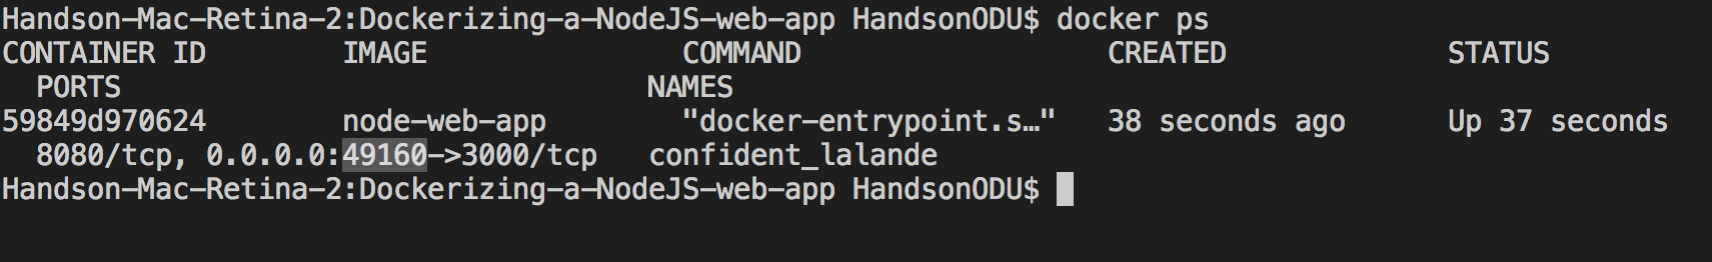 Handson-Mac-Retina-2:Dockerizing-a-NodeJS-web-app HandsonODU$ docker ps
CONTAINER ID        IMAGE               COMMAND                  CREATED             STATUS
  PORTS                               NAMES
59849d970624        node-web-app        "docker-entrypoint.s…"   38 seconds ago      Up 37 seconds
  8080/tcp, 0.0.0.0:49160->3000/tcp   confident_lalande
Handson-Mac-Retina-2:Dockerizing-a-NodeJS-web-app HandsonODU$